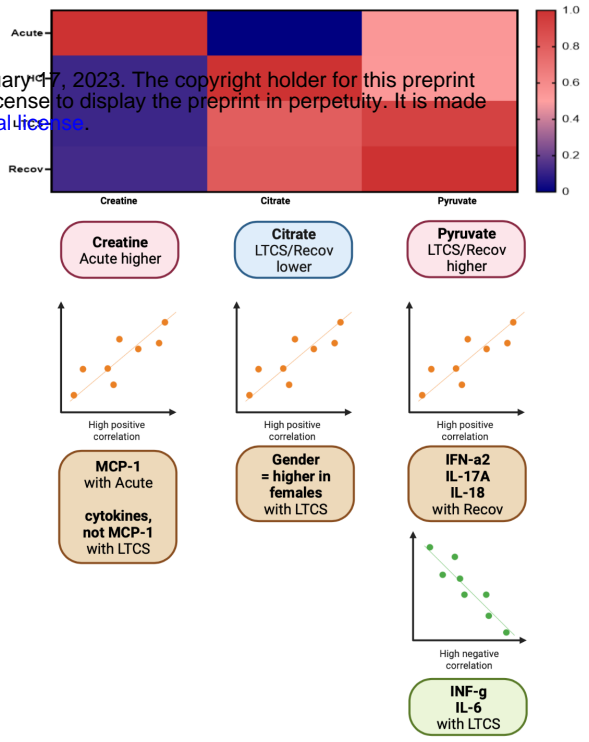 Acute
HC
LTCS
Recov
1.0
0.8
0.6
0.4
0.2
0
uary 17, 2023. The copyright holder for this preprint
cense to display the preprint in perpetuity. It is made
al license.
Creatine
Citrate
Pyruvate
Creatine
Acute higher
Citrate
LTCS/Recov
lower
Pyruvate
LTCS/Recov
higher
High positive
correlation
High positive
correlation
High positive
correlation
MCP-1
with Acute
cytokines,
not MCP-1
with LTCS
Gender
= higher in
females
with LTCS
IFN-a2
IL-17A
IL-18
with Recov
High negative
correlation
INF-g
IL-6
with LTCS